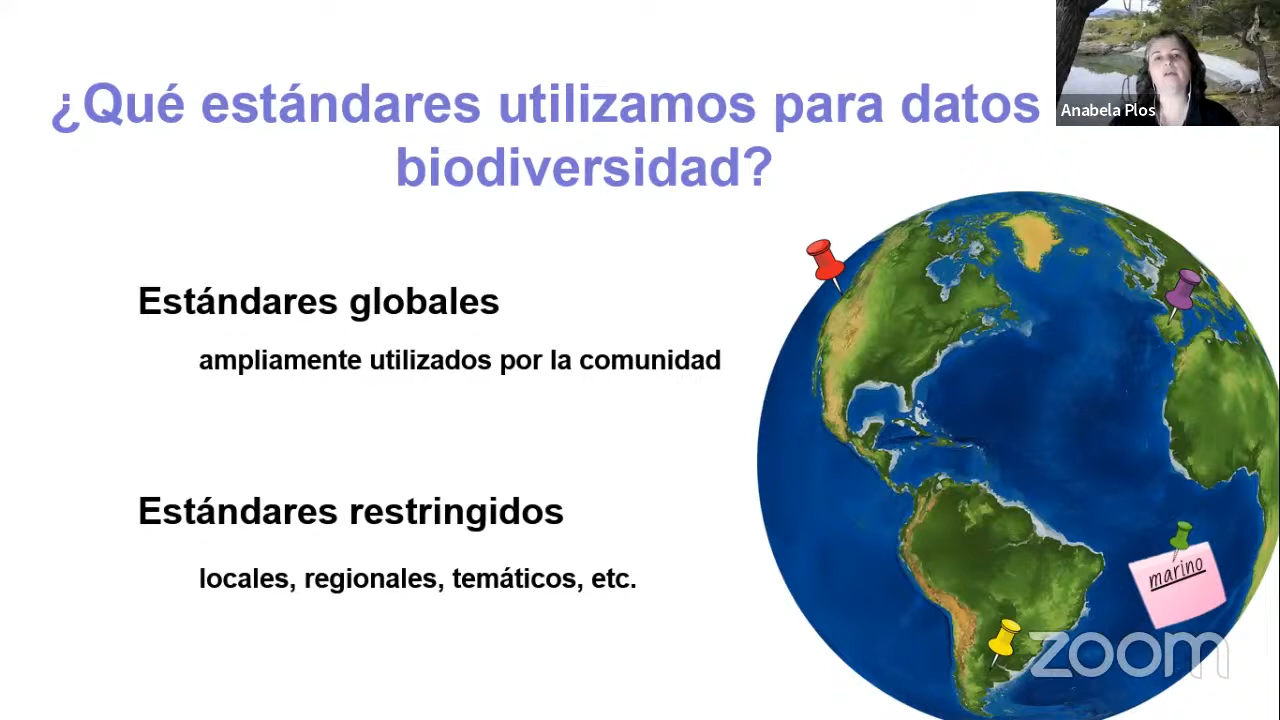 ¿Qué estándares utilizamos para datos
biodiversidad?
Anabela Plos
Estándares globales
ampliamente utilizados por la comunidad
Estándares restringidos
locales, regionales, temáticos, etc.
marino
zoom